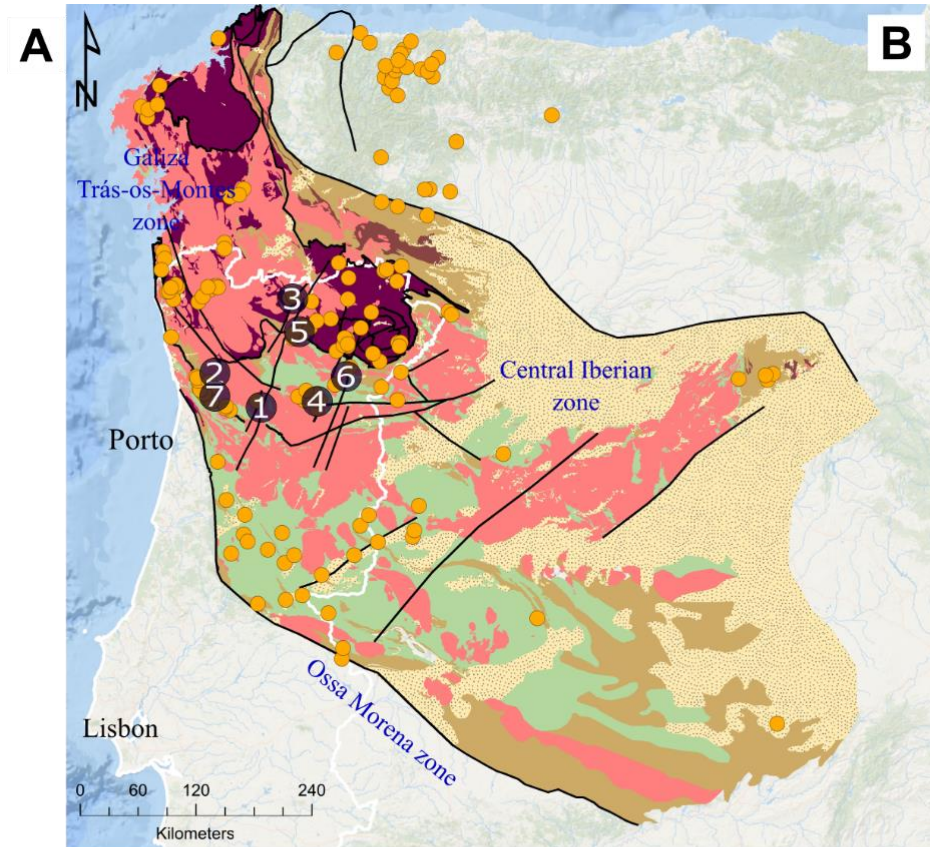 A
B
N
Galiza
Trás-os-Montes
zone
3
5
2
6
7
1
4
Central Iberian
zone
Porto
Ossa Morena zone
Lisbon
0 60 120 240
Kilometers